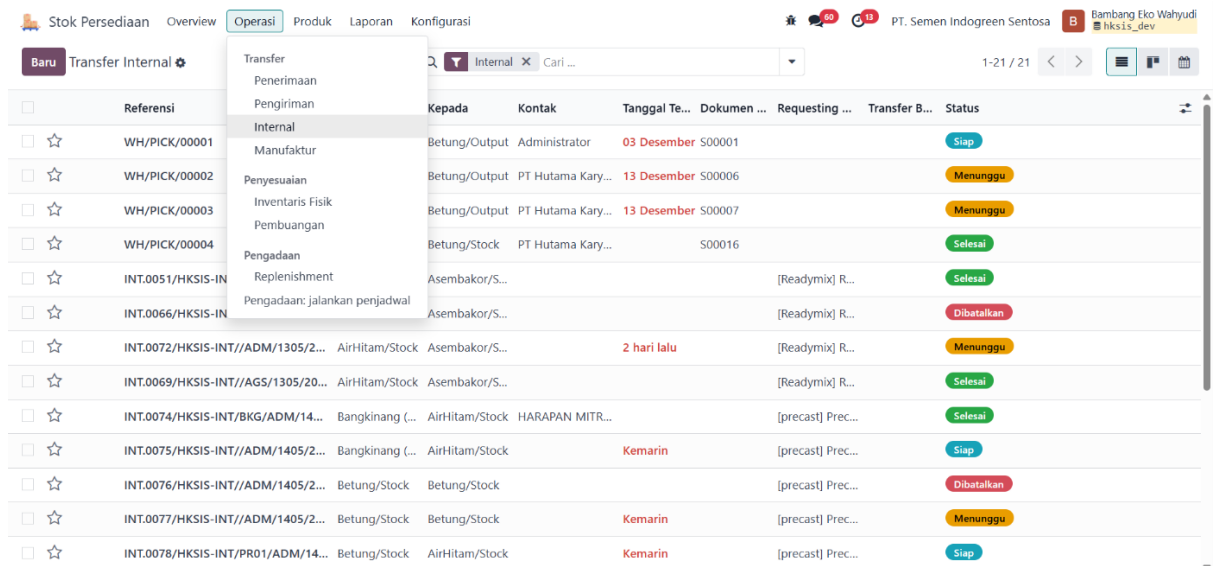 Stok Persediaan Overview Operasi Produk Laporan Konfigurasi 60 13 PT. Semen Indogreen Sentosa B Bambang Eko Wahyudi
hksis_dev
Baru Transfer Internal Internal Cari ... 1-21 / 21
Transfer
Penerimaan
Pengiriman
Internal
Manufaktur
Penyesuaian
Inventaris Fisik
Pembuangan
Pengadaan
Replenishment
Pengadaan: jalankan penjadwal
Referensi Kepada Kontak Tanggal Te... Dokumen ... Requesting ... Transfer B... Status
WH/PICK/00001 Betung/Output Administrator 03 Desember S00001 Siap
WH/PICK/00002 Betung/Output PT Hutama Kary... 13 Desember S00006 Menunggu
WH/PICK/00003 Betung/Output PT Hutama Kary... 13 Desember S00007 Menunggu
WH/PICK/00004 Betung/Stock PT Hutama Kary... S00016 Selesai
INT.0051/HKSIS-IN Asembakor/S... [Readymix] R... Selesai
INT.0066/HKSIS-IN Asembakor/S... [Readymix] R... Dibatalkan
INT.0072/HKSIS-INT//ADM/1305/2... AirHitam/Stock Asembakor/S... 2 hari lalu [Readymix] R... Menunggu
INT.0069/HKSIS-INT//AGS/1305/20... AirHitam/Stock Asembakor/S... [Readymix] R... Selesai
INT.0074/HKSIS-INT/BKG/ADM/14... Bangkinang (... AirHitam/Stock HARAPAN MITR... [precast] Prec... Selesai
INT.0075/HKSIS-INT//ADM/1405/2... Bangkinang (... AirHitam/Stock Kemarin [precast] Prec... Siap
INT.0076/HKSIS-INT//ADM/1405/2... Betung/Stock Betung/Stock [precast] Prec... Dibatalkan
INT.0077/HKSIS-INT//ADM/1405/2... Betung/Stock Betung/Stock Kemarin [precast] Prec... Menunggu
INT.0078/HKSIS-INT/PR01/ADM/14... Betung/Stock AirHitam/Stock Kemarin [precast] Prec... Siap